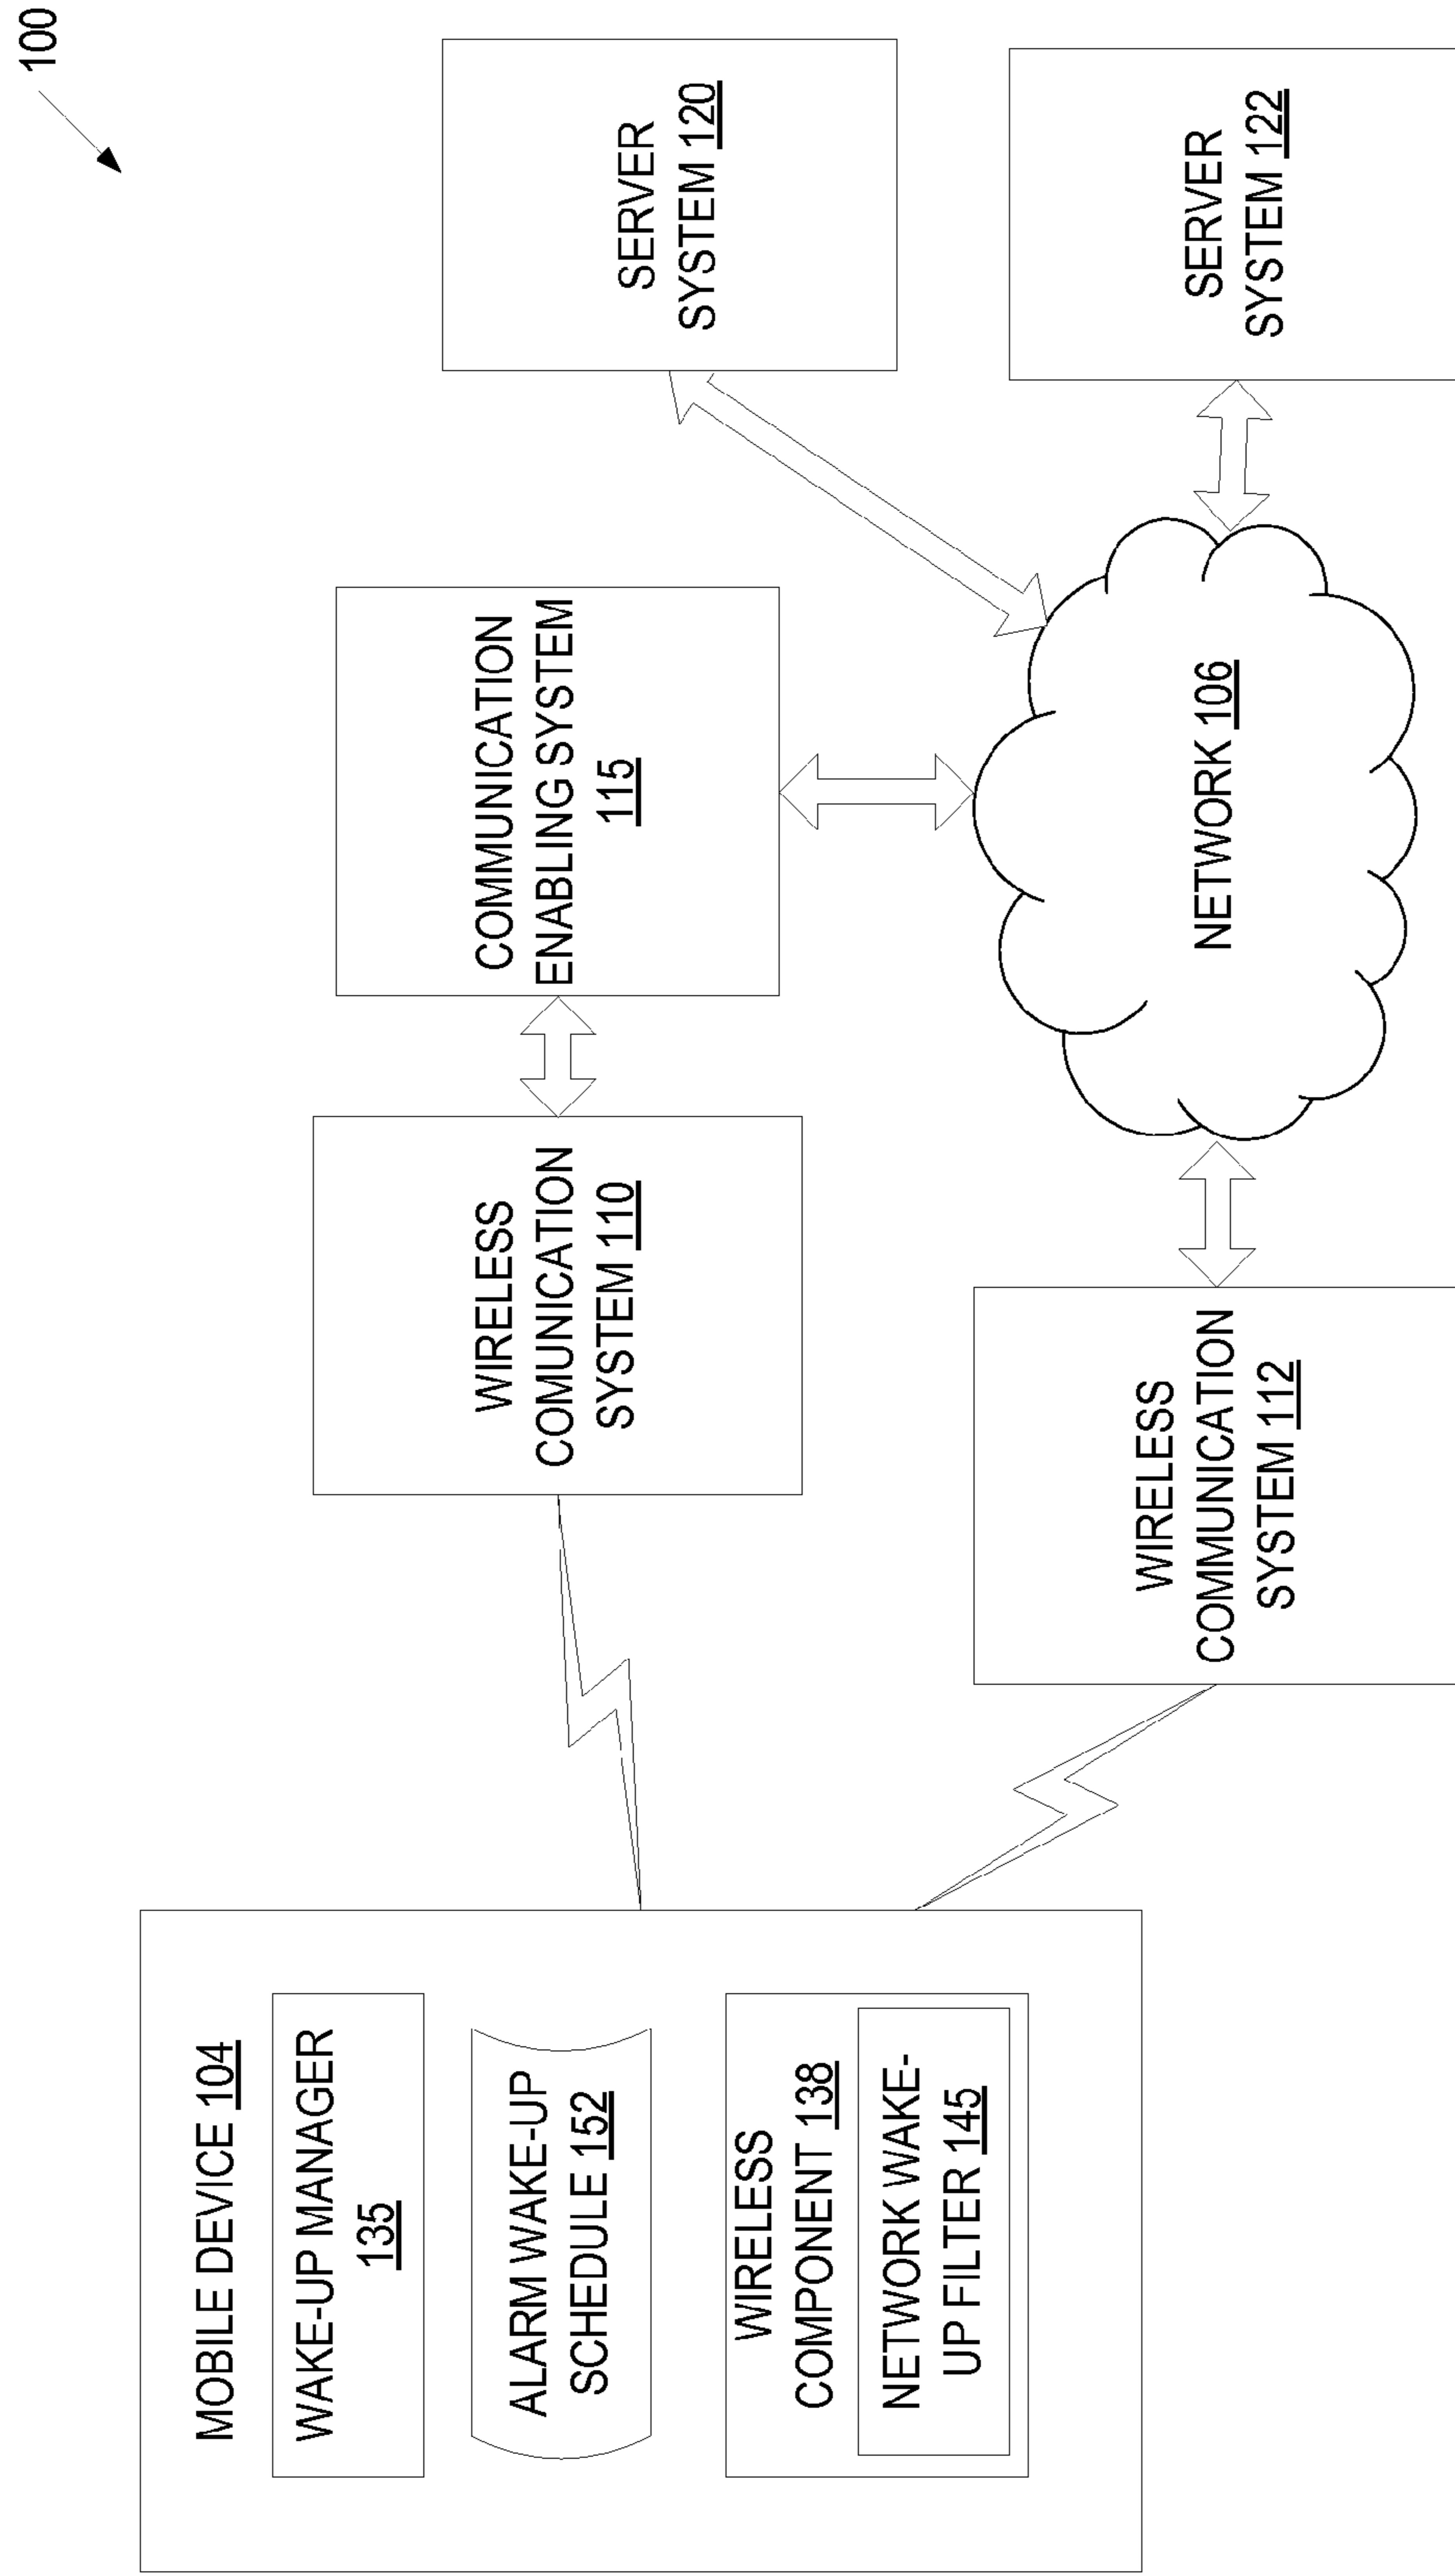 100
MOBILE DEVICE 104
WAKE-UP MANAGER
135
ALARM WAKE-UP
SCHEDULE 152
WIRELESS
COMPONENT 138
NETWORK WAKE-
UP FILTER 145
WIRELESS
COMUNICATION
SYSTEM 110
COMMUNICATION
ENABLING SYSTEM
115
SERVER
SYSTEM 120
WIRELESS
COMMUNICATION
SYSTEM 112
NETWORK 106
SERVER
SYSTEM 122